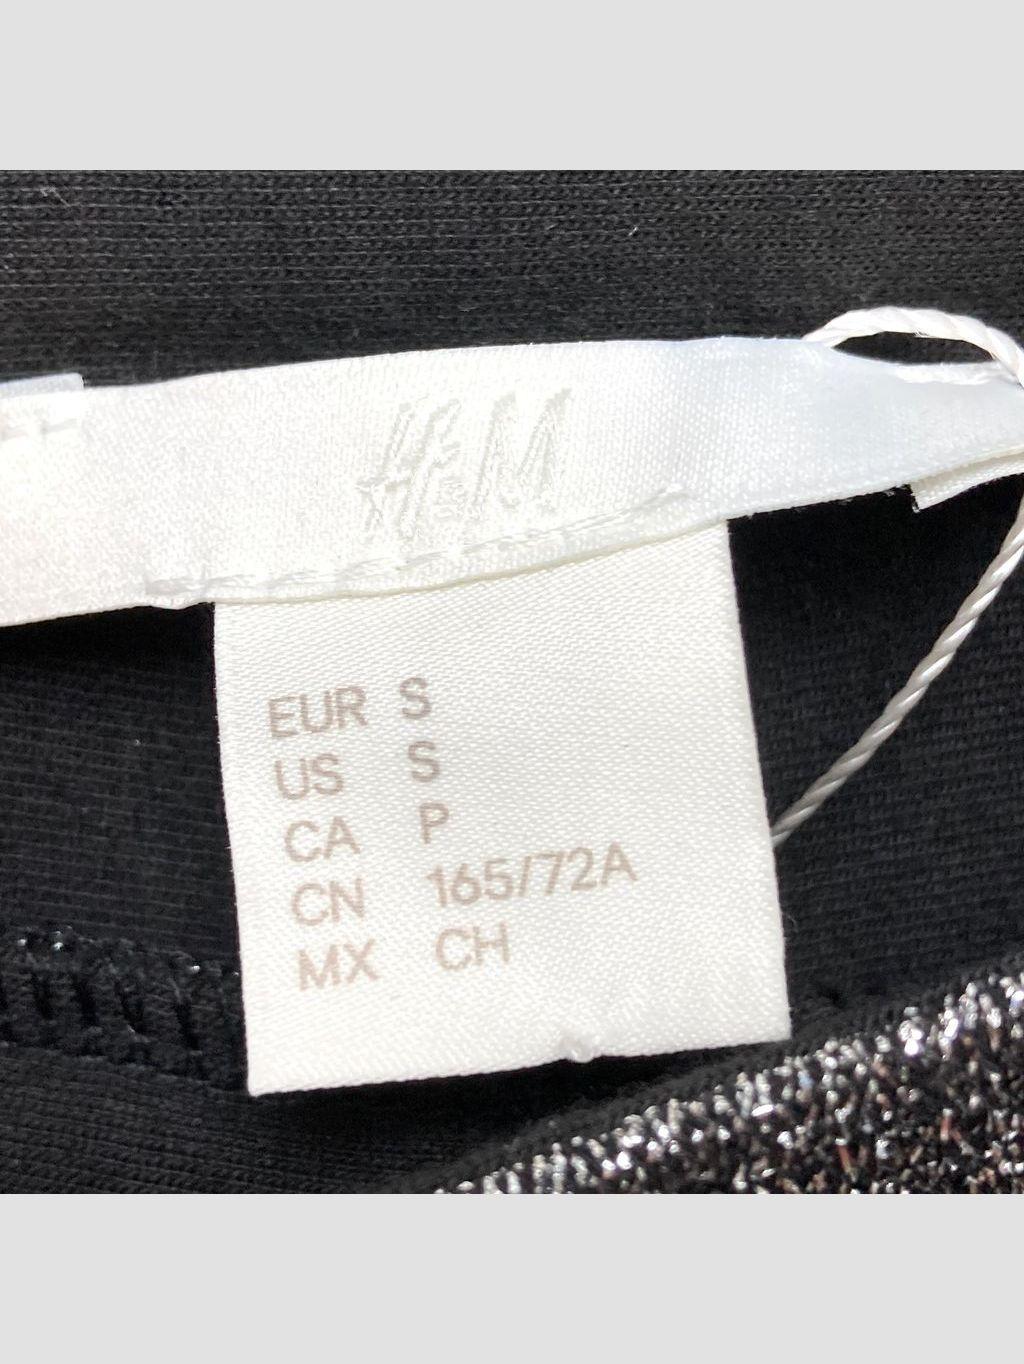 H&M
EUR S
US S
CA P
CN 165/72A
MX CH